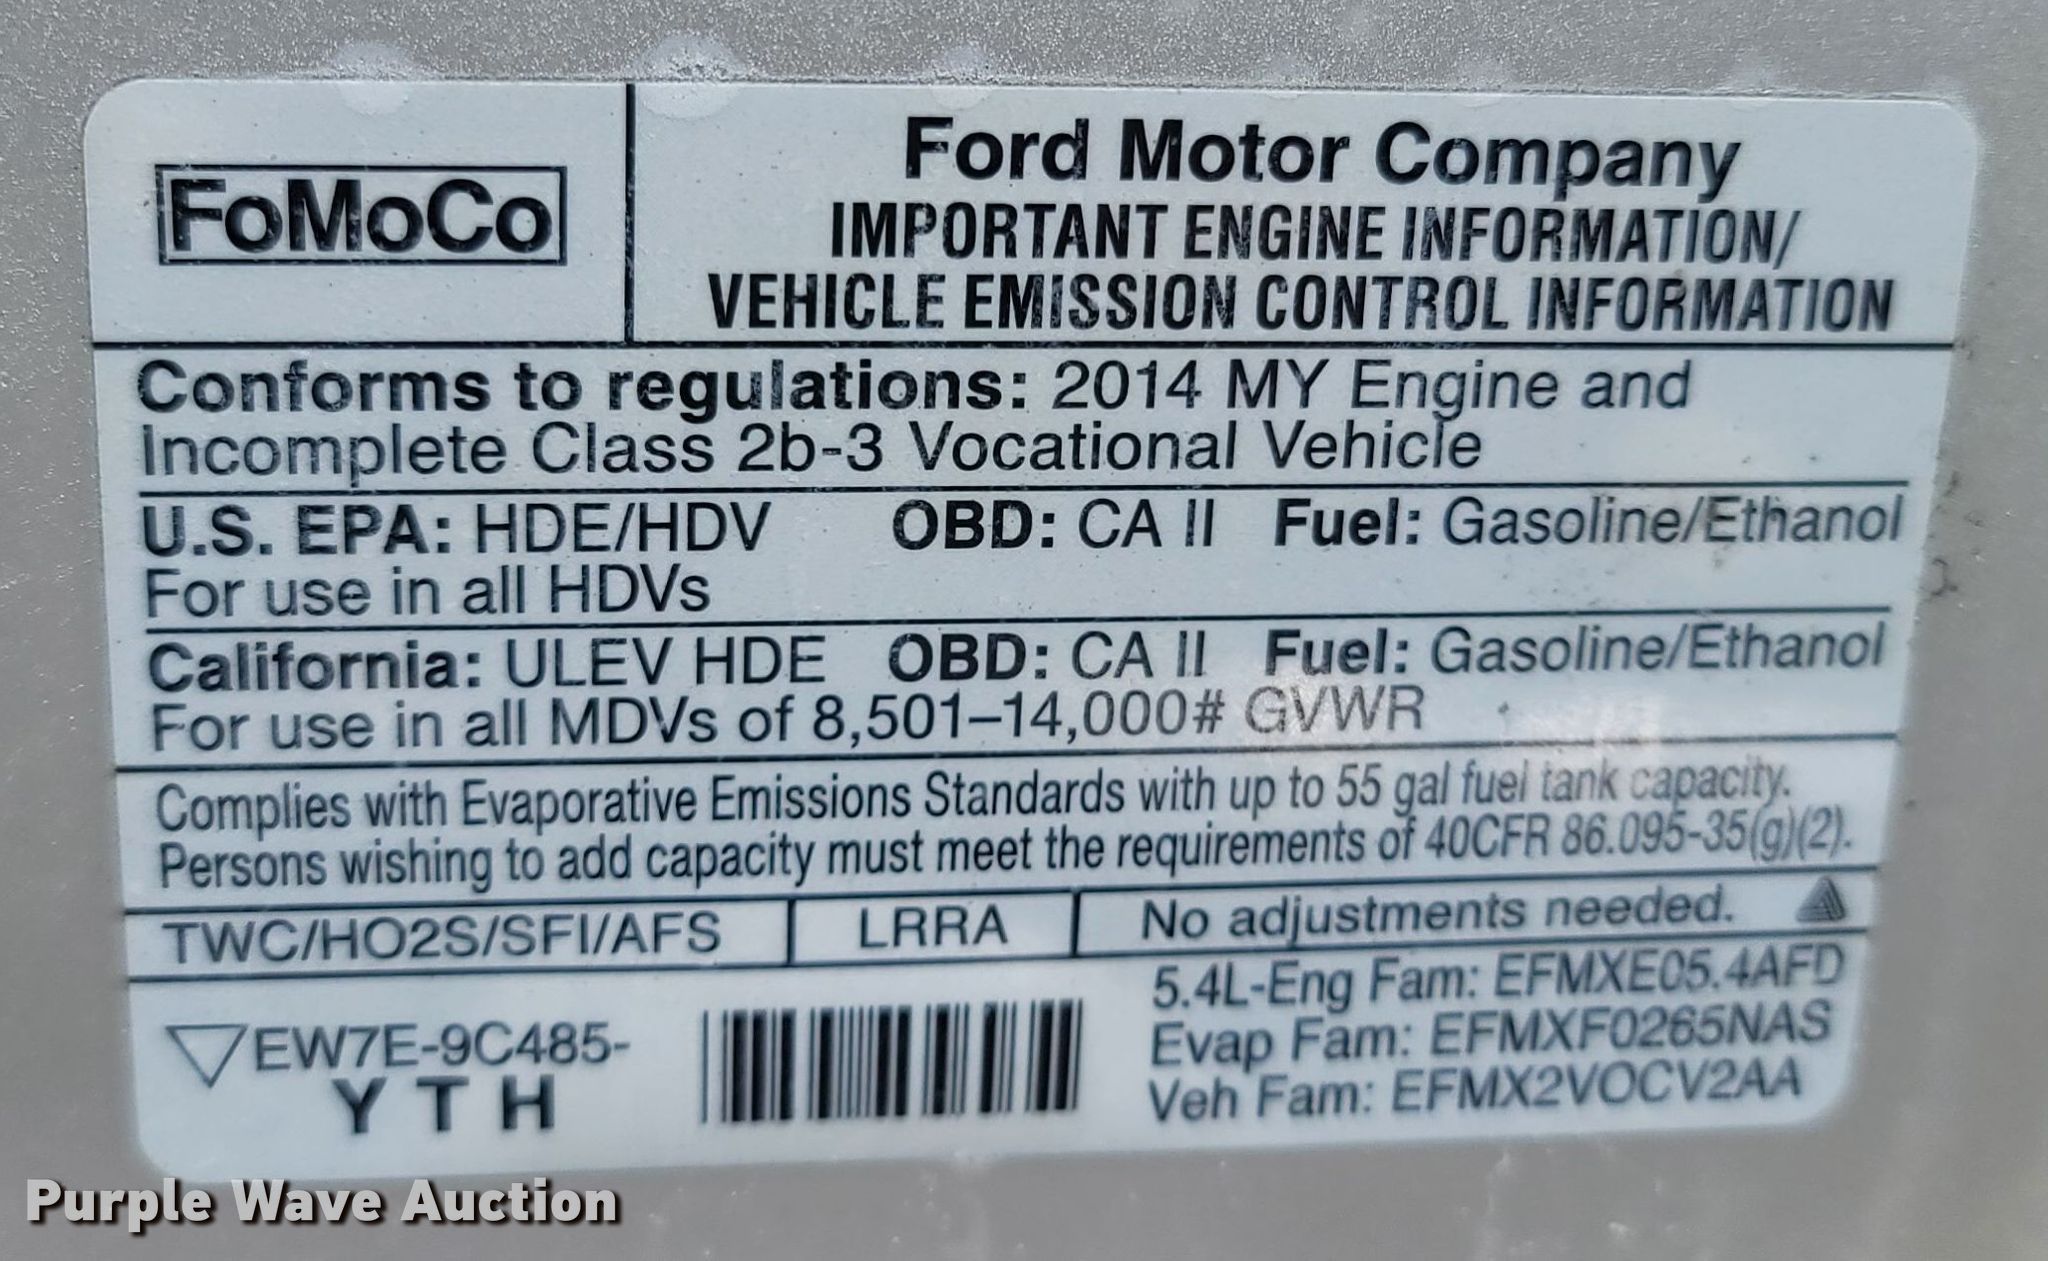 FoMoCo
Ford Motor Company
IMPORTANT ENGINE INFORMATION/
VEHICLE EMISSION CONTROL INFORMATION
Conforms to regulations: 2014 MY Engine and
Incomplete Class 2b-3 Vocational Vehicle
U.S. EPA: HDE/HDV OBD: CA II Fuel: Gasoline/Ethanol
For use in all HDVs
California: ULEV HDE OBD: CA II Fuel: Gasoline/Ethanol
For use in all MDVs of 8,501–14,000# GVWR
Complies with Evaporative Emissions Standards with up to 55 gal fuel tank capacity.
Persons wishing to add capacity must meet the requirements of 40CFR 86.095-35(g)(2).
TWC/HO2S/SFI/AFS LRRA No adjustments needed.
EW7E-9C485-
YTH
5.4L-Eng Fam: EFMXE05.4AFD
Evap Fam: EFMXF0265NAS
Veh Fam: EFMX2VOCV2AA
Purple Wave Auction